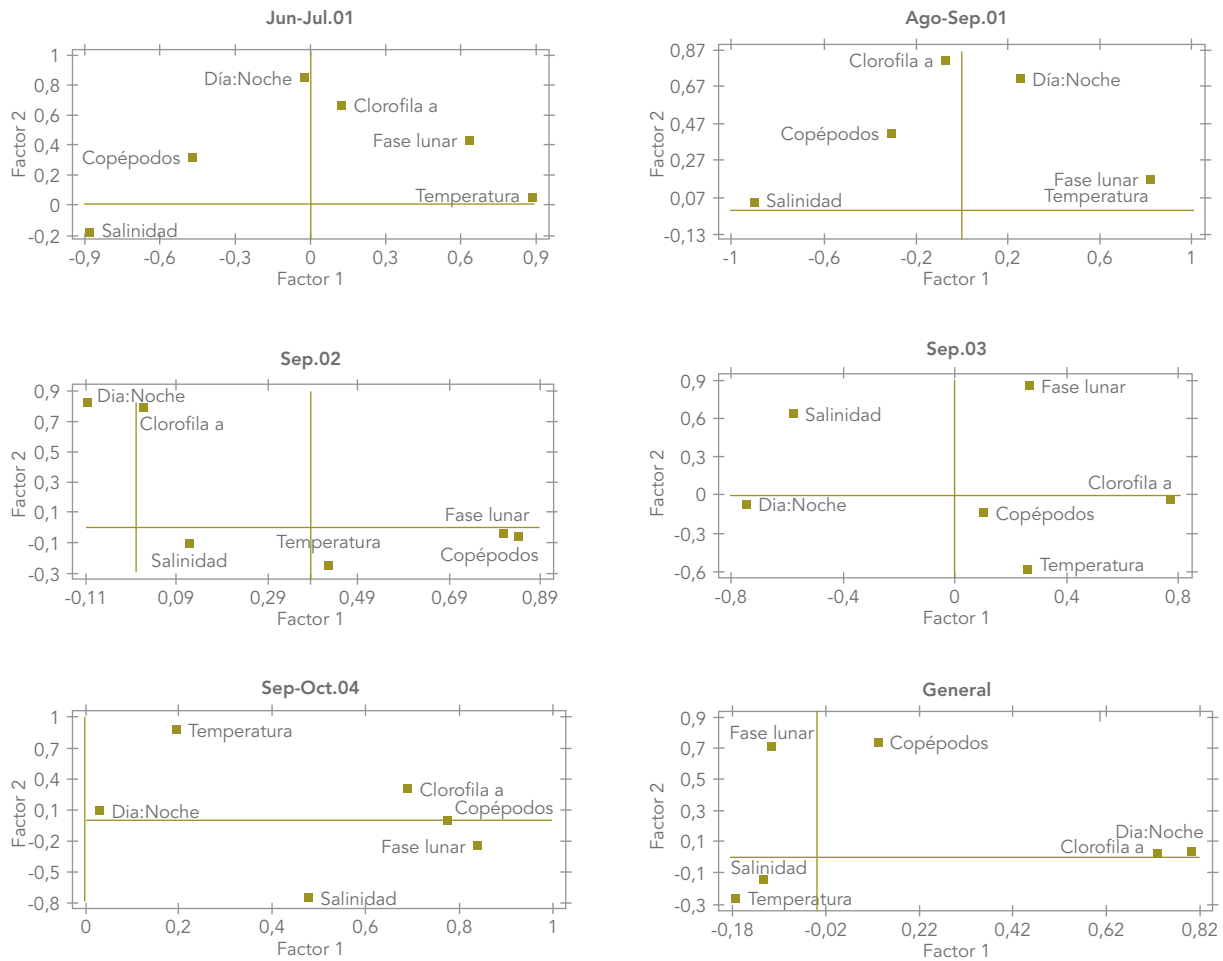 Jun-Jul.01
1
0,8
0,6
0,4
0,2
0
-0,2
Factor 2
Día:Noche
Clorofila a
Fase lunar
Copépodos
Temperatura
Salinidad
-0,9 -0,6 -0,3 0 0,3 0,6 0,9
Factor 1
Ago-Sep.01
0,87
0,67
0,47
0,27
0,07
-0,13
Factor 2
Clorofila a
Día:Noche
Copépodos
Fase lunar
Temperatura
Salinidad
-1 -0,6 -0,2 0,2 0,6 1
Factor 1
Sep.02
0,9
0,7
0,5
0,3
0,1
-0,1
-0,3
Factor 2
Dia:Noche
Clorofila a
Fase lunar
Temperatura
Salinidad
Copépodos
-0,11 0,09 0,29 0,49 0,69 0,89
Factor 1
Sep.03
0,9
0,6
0,3
0
-0,3
-0,6
Factor 2
Fase lunar
Salinidad
Clorofila a
Dia:Noche
Copépodos
Temperatura
-0,8 -0,4 0 0,4 0,8
Factor 1
Sep-Oct.04
1
0,7
0,4
0,1
-0,2
-0,5
-0,8
Factor 2
Temperatura
Clorofila a
Copépodos
Dia:Noche
Fase lunar
Salinidad
0 0,2 0,4 0,6 0,8 1
Factor 1
General
0,9
0,7
0,5
0,3
0,1
-0,1
-0,3
Factor 2
Fase lunar
Copépodos
Dia:Noche
Clorofila a
Salinidad
Temperatura
-0,18 -0,02 0,22 0,42 0,62 0,82
Factor 1